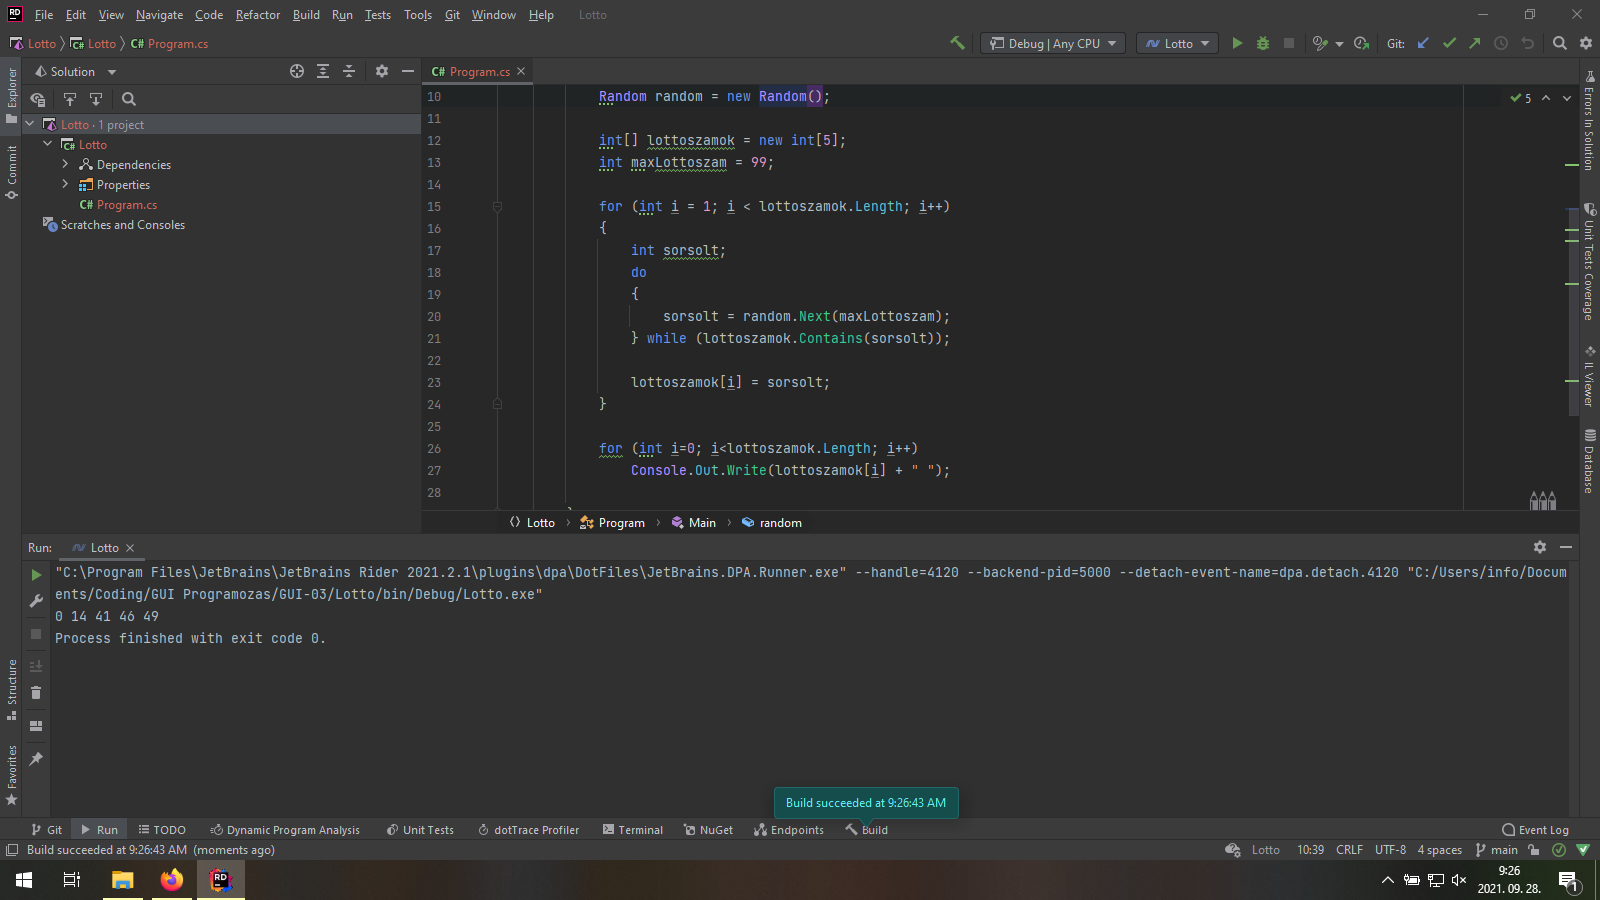 File Edit View Navigate Code Refactor Build Run Tests Tools Git Window Help Lotto
Lotto Lotto C# Program.cs
Debug | Any CPU Lotto Git:
Solution
C# Program.cs
Lotto · 1 project
Lotto
Dependencies
Properties
C# Program.cs
Scratches and Consoles
Explorer
Commit
Structure
Favorites
10 Random random = new Random();
11
12 int[] lottoszamok = new int[5];
13 int maxLottoszam = 99;
14
15 for (int i = 1; i < lottoszamok.Length; i++)
16 {
17 int sorsolt;
18 do
19 {
20 sorsolt = random.Next(maxLottoszam);
21 } while (lottoszamok.Contains(sorsolt));
22
23 lottoszamok[i] = sorsolt;
24 }
25
26 for (int i=0; i<lottoszamok.Length; i++)
27 Console.Out.Write(lottoszamok[i] + " ");
28
5
Errors In Solution
Unit Tests Coverage
IL Viewer
Database
Lotto Program Main random
Run: Lotto
"C:\Program Files\JetBrains\JetBrains Rider 2021.2.1\plugins\dpa\DotFiles\JetBrains.DPA.Runner.exe" --handle=4120 --backend-pid=5000 --detach-event-name=dpa.detach.4120 "C:/Users/info/Docum
ents/Coding/GUI Programozas/GUI-03/Lotto/bin/Debug/Lotto.exe"
0 14 41 46 49
Process finished with exit code 0.
Build succeeded at 9:26:43 AM
Git Run TODO Dynamic Program Analysis Unit Tests dotTrace Profiler Terminal NuGet Endpoints Build Event Log
Build succeeded at 9:26:43 AM (moments ago) Lotto 10:39 CRLF UTF-8 4 spaces main
RD
9:26
2021. 09. 28.
1